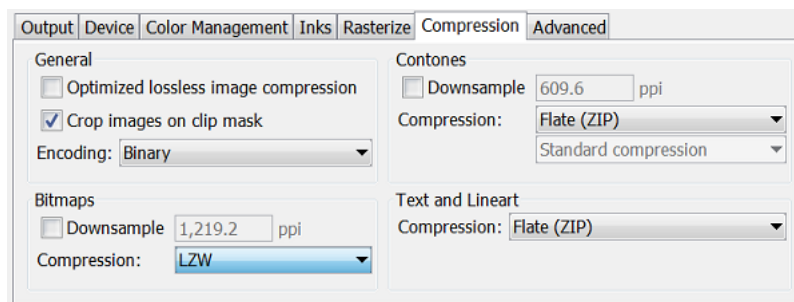 Output Device Color Management Inks Rasterize Compression Advanced
General
Optimized lossless image compression
Crop images on clip mask
Encoding: Binary
Contones
Downsample 609.6 ppi
Compression: Flate (ZIP)
Standard compression
Bitmaps
Downsample 1,219.2 ppi
Compression: LZW
Text and Lineart
Compression: Flate (ZIP)